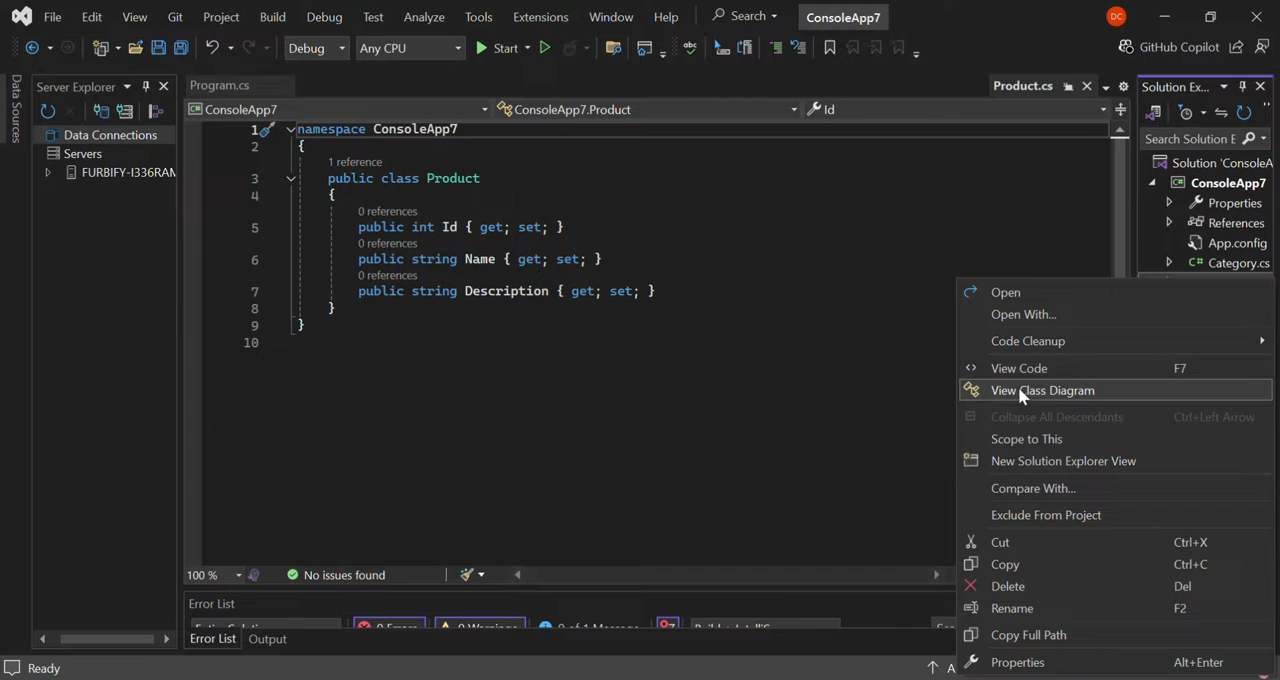 File Edit View Git Project Build Debug Test Analyze Tools Extensions Window Help Search ConsoleApp7 DC
Debug Any CPU Start GitHub Copilot
Data Sources
Server Explorer
Data Connections
Servers
FURBIFY-I336RAM
Program.cs Product.cs
ConsoleApp7 ConsoleApp7.Product Id
1 namespace ConsoleApp7
2 {
1 reference
3 public class Product
4 {
0 references
5 public int Id { get; set; }
0 references
6 public string Name { get; set; }
0 references
7 public string Description { get; set; }
8 }
9 }
10
100 % No issues found
Error List
Error List Output
Ready
Solution Ex...
Search Solution E
Solution 'ConsoleA
ConsoleApp7
Properties
References
App.config
C# Category.cs
Open
Open With...
Code Cleanup
View Code F7
View Class Diagram
Collapse All Descendants Ctrl+Left Arrow
Scope to This
New Solution Explorer View
Compare With...
Exclude From Project
Cut Ctrl+X
Copy Ctrl+C
Delete Del
Rename F2
Copy Full Path
Properties Alt+Enter